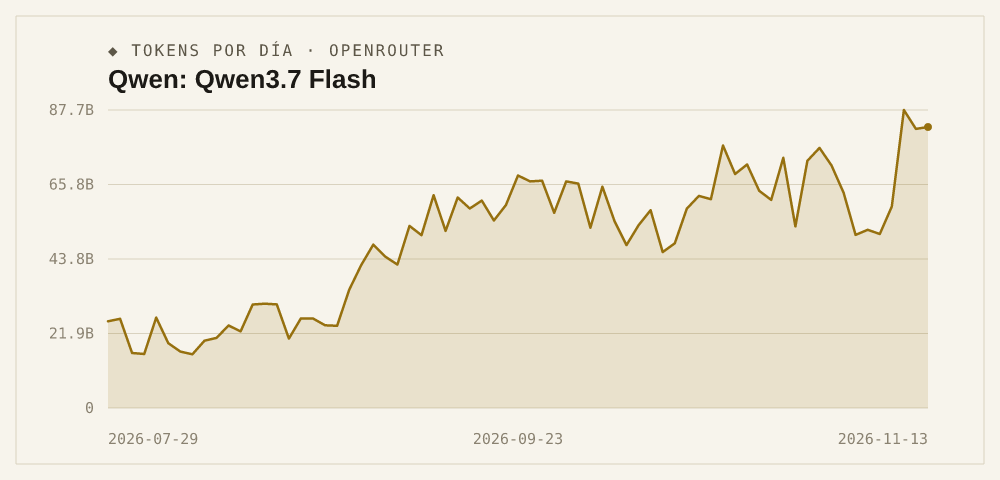 ◆ TOKENS POR DÍA · OPENROUTER
Qwen: Qwen3.7 Flash
87.7B
65.8B
43.8B
21.9B
0
2026-07-29
2026-09-23
2026-11-13